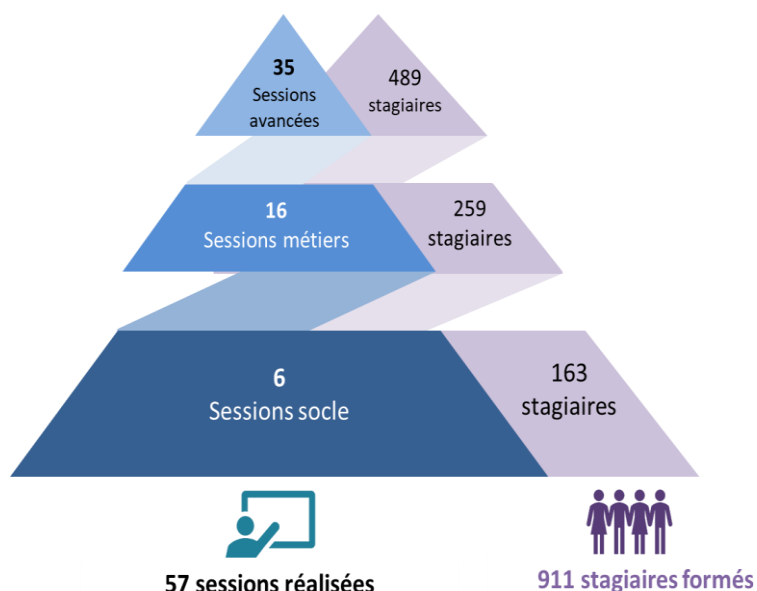 35
Sessions
avancées
489
stagiaires
16
Sessions métiers
259
stagiaires
6
Sessions socle
163
stagiaires
57 sessions réalisées
911 stagiaires formés